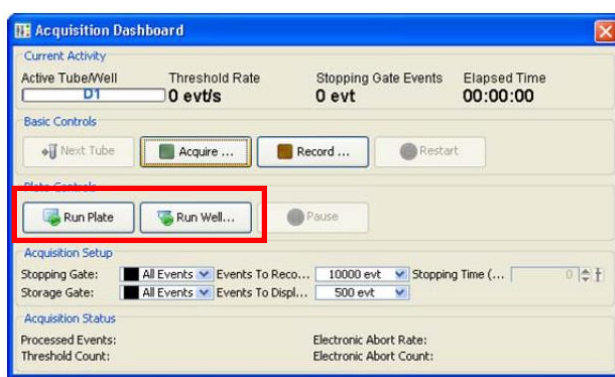 Acquisition Dashboard
Current Activity
Active Tube/Well Threshold Rate Stopping Gate Events Elapsed Time
D1 0 evt/s 0 evt 00:00:00
Basic Controls
Next Tube Acquire ... Record ... Restart
Plate Controls
Run Plate Run Well... Pause
Acquisition Setup
Stopping Gate: All Events Events To Reco... 10000 evt Stopping Time (... 0
Storage Gate: All Events Events To Displ... 500 evt
Acquisition Status
Processed Events: Electronic Abort Rate:
Threshold Count: Electronic Abort Count: